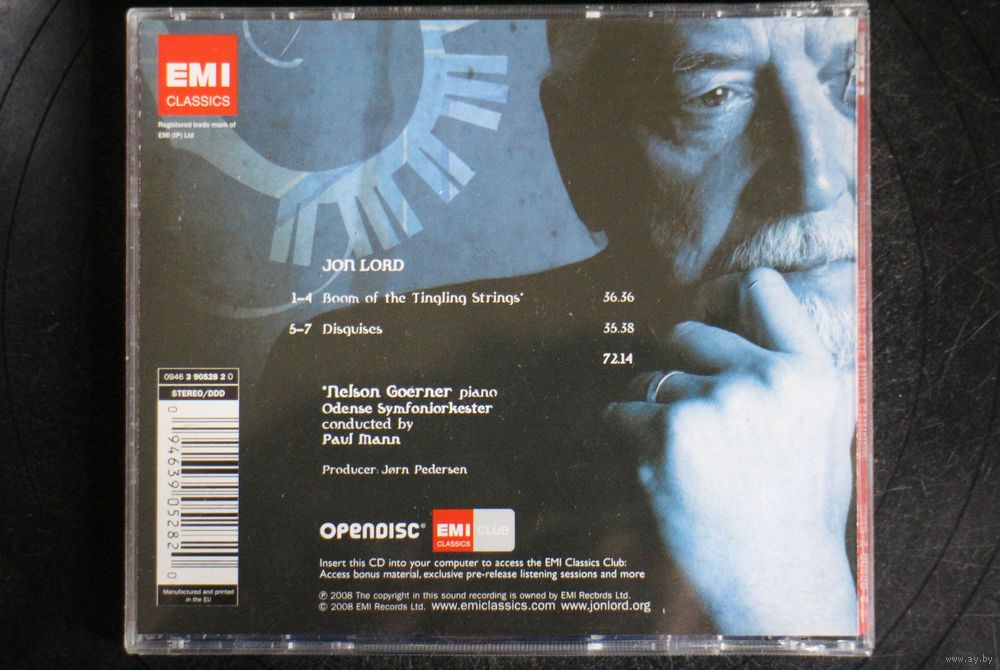 EMI
CLASSICS
Registered trade mark of
EMI (IP) Ltd
JON LORD
1–4 Boom of the Tingling Strings* 36.36
5–7 Disguises 35.38
72.14
*Nelson Goerner piano
Odense Symfoniorkester
conducted by
Paul Mann
Producer: Jørn Pedersen
0946 3 90528 2 0
STEREO/DDD
0 94639 05282 0
Manufactured and printed
in the EU
OPENDISC®
EMI
CLASSICS
CLUB
Insert this CD into your computer to access the EMI Classics Club:
Access bonus material, exclusive pre-release listening sessions and more
℗ 2008 The copyright in this sound recording is owned by EMI Records Ltd.
© 2008 EMI Records Ltd. www.emiclassics.com www.jonlord.org
www.ay.by